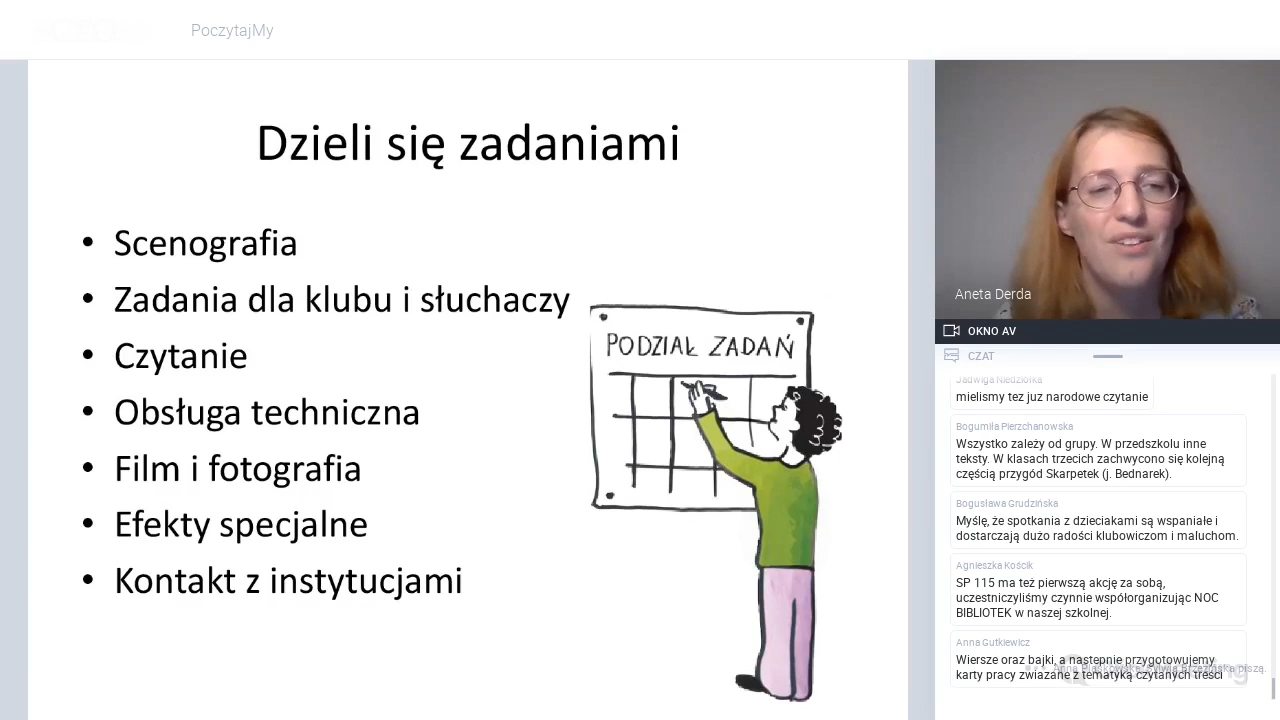 PoczytajMy
Dzieli się zadaniami
• Scenografia
• Zadania dla klubu i słuchaczy
• Czytanie
• Obsługa techniczna
• Film i fotografia
• Efekty specjalne
• Kontakt z instytucjami
PODZIAŁ ZADAŃ
Aneta Derda
OKNO AV
CZAT
Jadwiga Niedziołka
mielismy tez juz narodowe czytanie
Bogumiła Pierzchanowska
Wszystko zależy od grupy. W przedszkolu inne
teksty. W klasach trzecich zachwycono się kolejną
częścią przygód Skarpetek (j. Bednarek).
Bogusława Grudzińska
Myślę, że spotkania z dzieciakami są wspaniałe i
dostarczają dużo radości klubowiczom i maluchom.
Agnieszka Kościk
SP 115 ma też pierwszą akcję za sobą,
uczestniczyliśmy czynnie współorganizując NOC
BIBLIOTEK w naszej szkolnej.
Anna Gutkiewicz
Wiersze oraz bajki, a następnie przygotowujemy
karty pracy związane z tematyką czytanych treści
piszą.